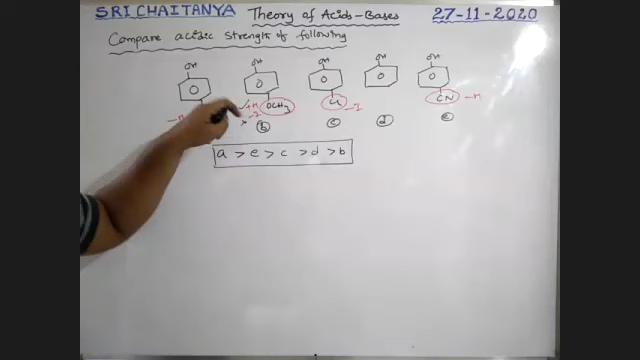 SRI CHAITANYA Theory of Acids-Bases 27-11-2020
Compare acidic strength of following
OH OH OH OH OH
-M +M -I OCH3 Cl -I CN -M
b c d e
a > e > c > d > b